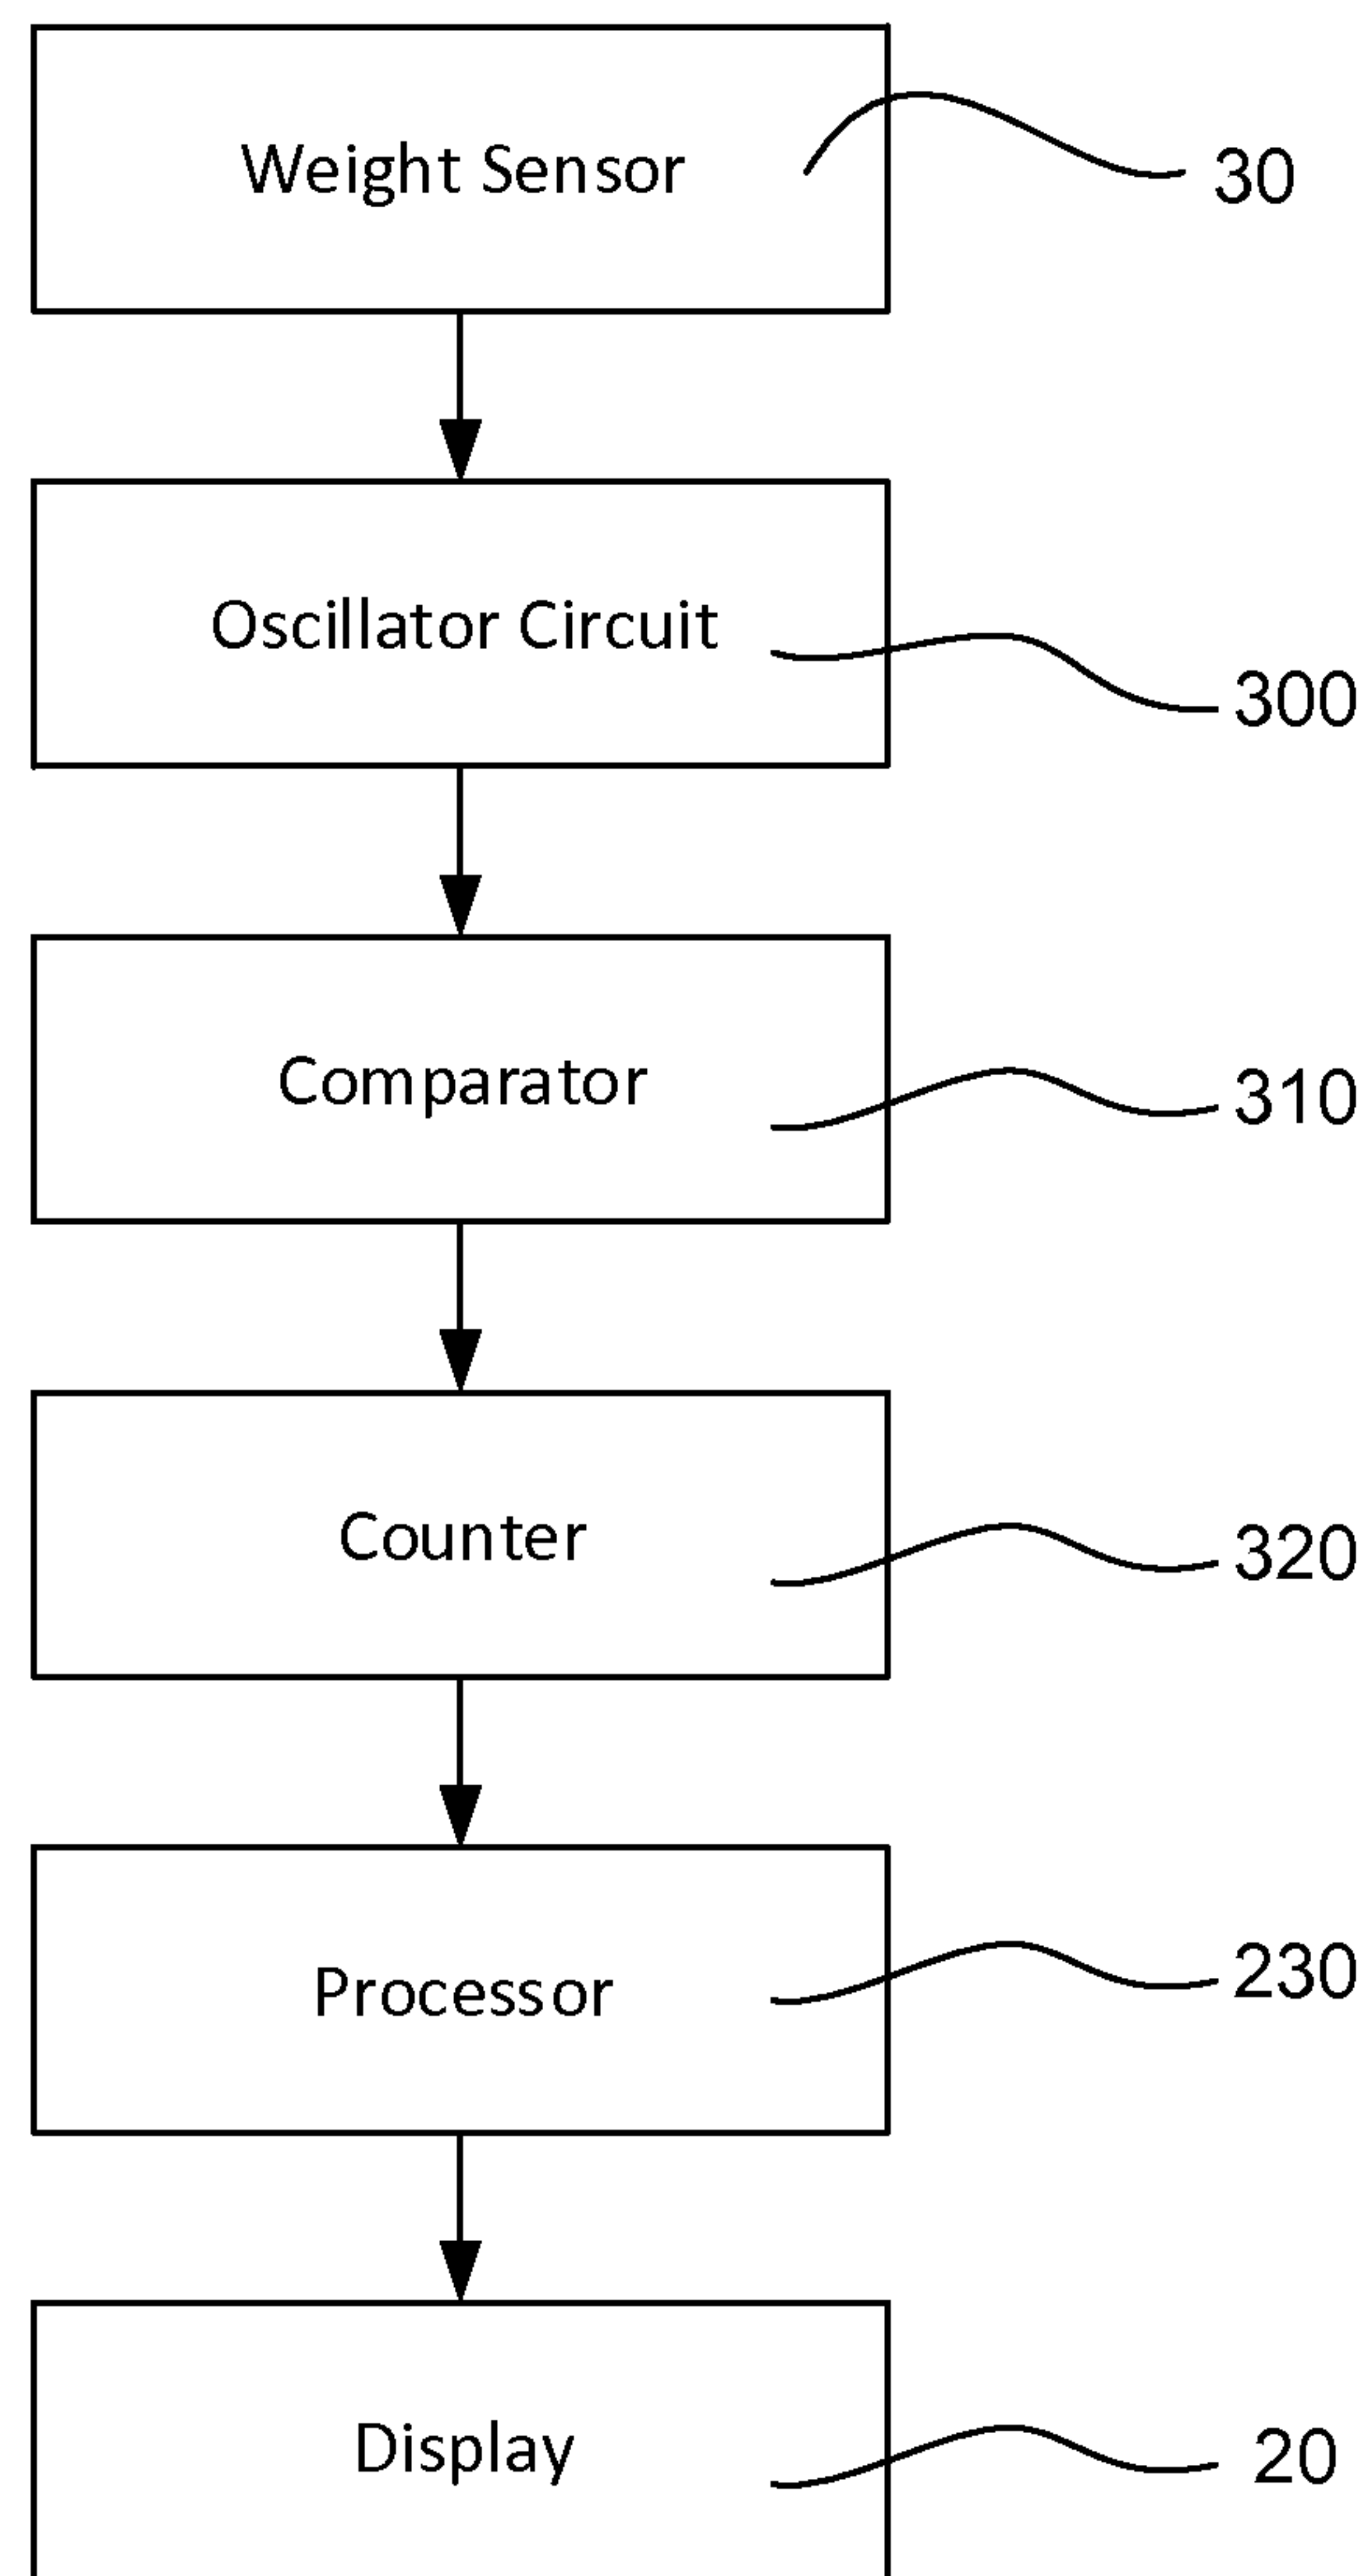 Weight Sensor
30
Oscillator Circuit
300
Comparator
310
Counter
320
Processor
230
Display
20